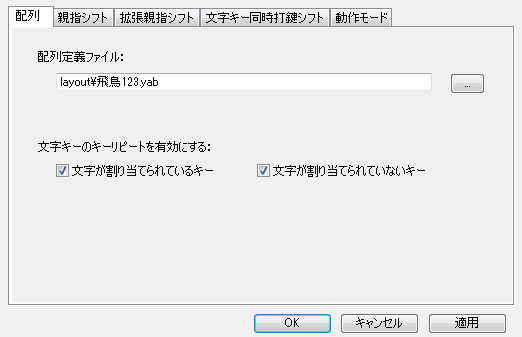 配列 親指シフト 拡張親指シフト 文字キー同時打鍵シフト 動作モード
配列定義ファイル:
layout¥飛鳥123.yab ...
文字キーのキーリピートを有効にする:
文字が割り当てられているキー 文字が割り当てられていないキー
OK キャンセル 適用